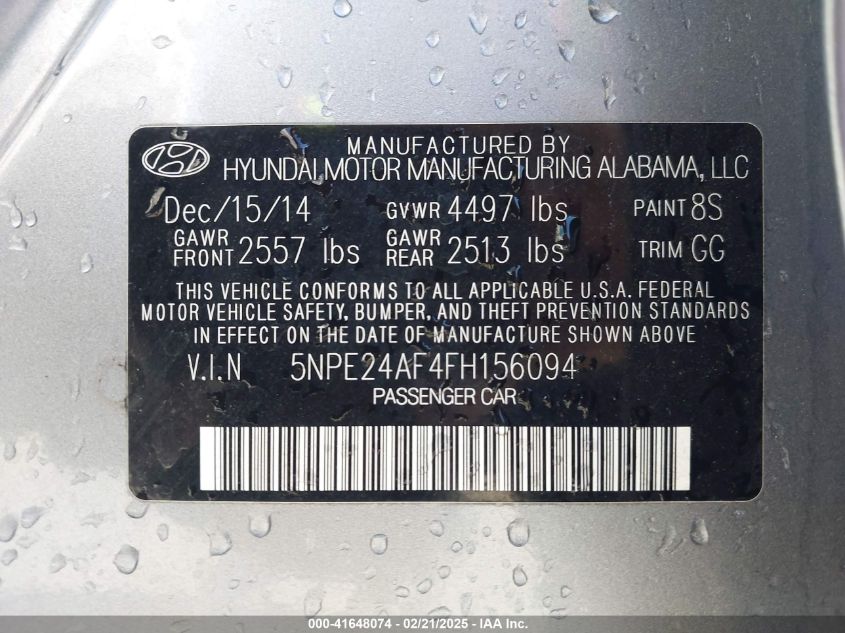 MANUFACTURED BY
HYUNDAI MOTOR MANUFACTURING ALABAMA, LLC
Dec/15/14 GVWR 4497 lbs PAINT 8S
GAWR FRONT 2557 lbs GAWR REAR 2513 lbs TRIM GG
THIS VEHICLE CONFORMS TO ALL APPLICABLE U.S.A. FEDERAL
MOTOR VEHICLE SAFETY, BUMPER, AND THEFT PREVENTION STANDARDS
IN EFFECT ON THE DATE OF MANUFACTURE SHOWN ABOVE
V.I.N 5NPE24AF4FH156094
PASSENGER CAR
000-41648074 - 02/21/2025 - IAA Inc.